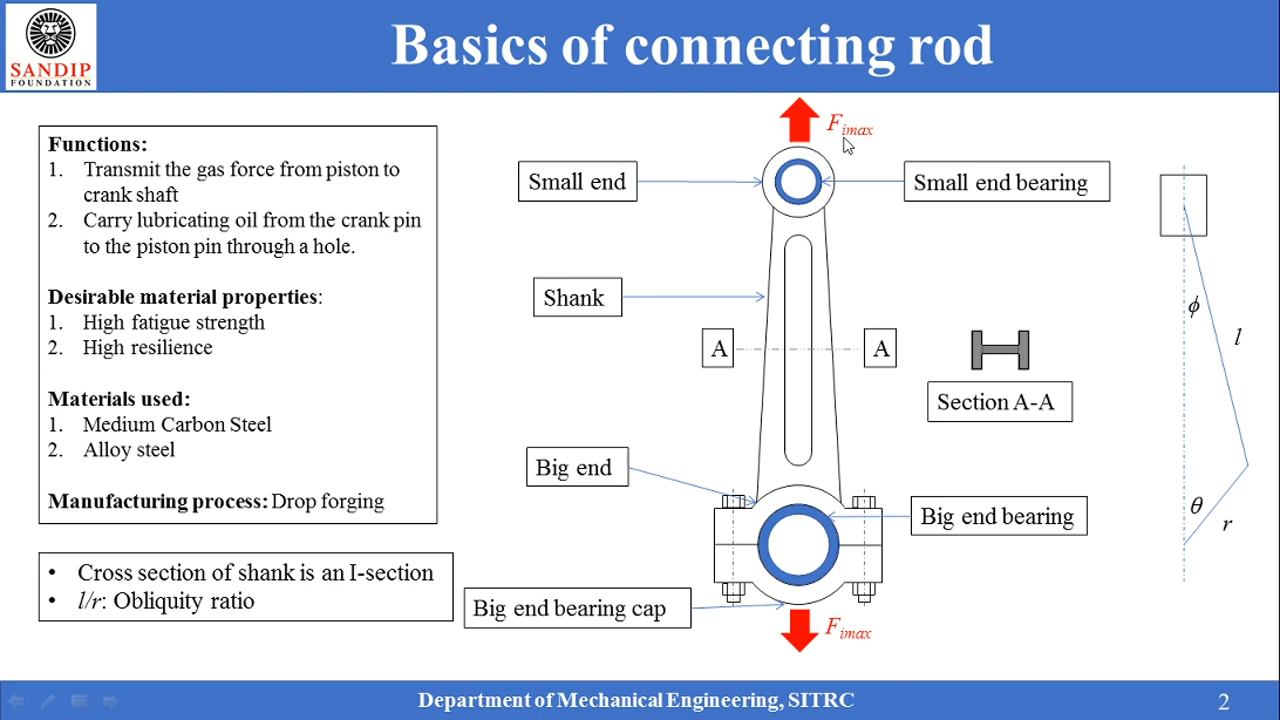 SANDIP
FOUNDATION
Basics of connecting rod
Functions:
1. Transmit the gas force from piston to
crank shaft
2. Carry lubricating oil from the crank pin
to the piston pin through a hole.
Desirable material properties:
1. High fatigue strength
2. High resilience
Materials used:
1. Medium Carbon Steel
2. Alloy steel
Manufacturing process: Drop forging
• Cross section of shank is an I-section
• l/r: Obliquity ratio
Fimax
Small end
Small end bearing
Shank
A
A
Section A-A
Big end
Big end bearing
Big end bearing cap
Fimax
ϕ
l
θ
r
Department of Mechanical Engineering, SITRC
2